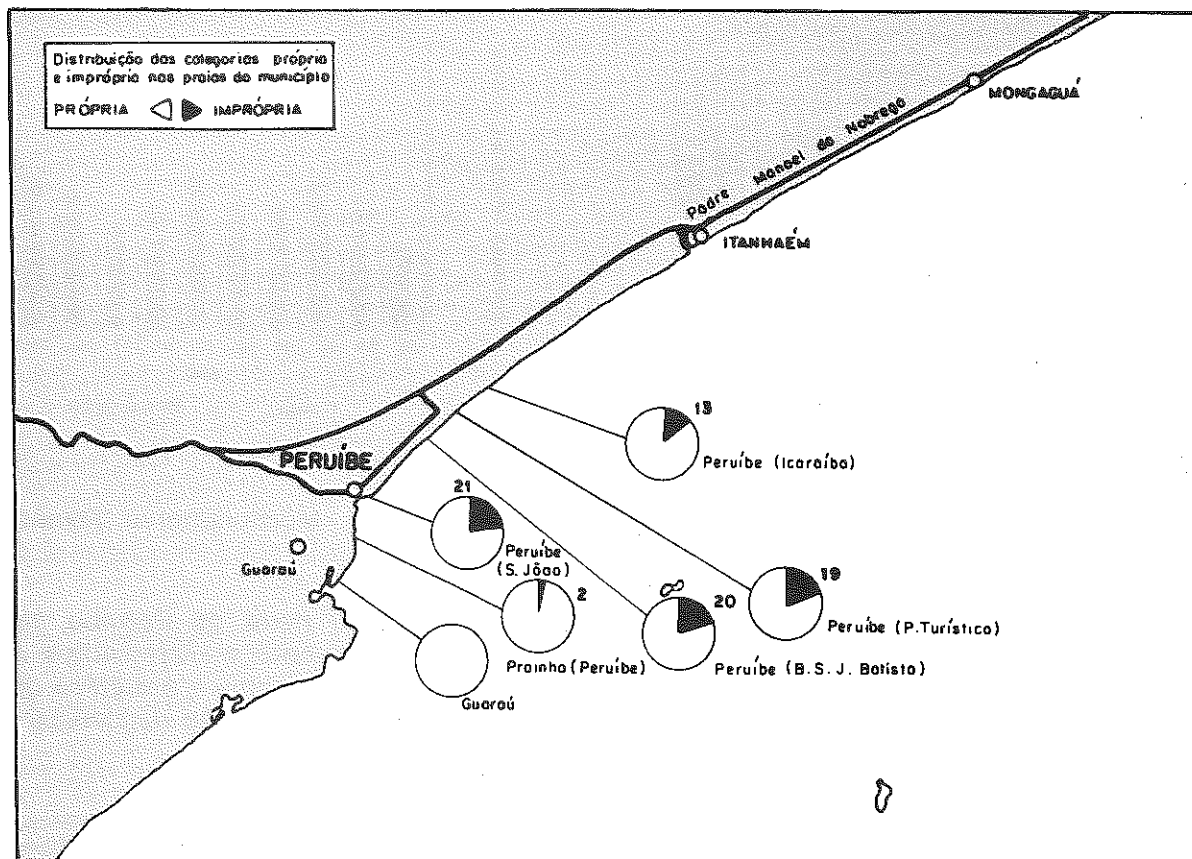 Distribuição das categorias própria
e imprópria nas praias do município
PRÓPRIA IMPRÓPRIA
MONGAGUÁ
Padre Manoel da Nobrega
ITANHAÉM
13
Peruíbe (Icaraíba)
PERUÍBE
21
Peruíbe
(S. Jõao)
Guaraú
2
Prainha (Peruíbe)
20
Peruíbe (B. S. J. Batista)
19
Peruíbe (P. Turístico)
Guaraú